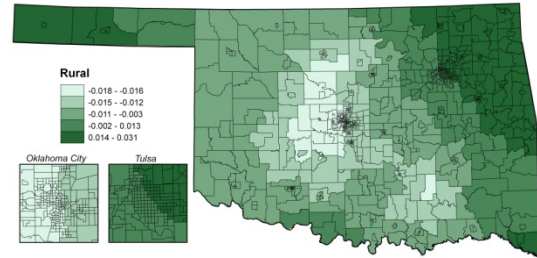 Rural
-0.018 - -0.016
-0.015 - -0.012
-0.011 - -0.003
-0.002 - 0.013
0.014 - 0.031
Oklahoma City
Tulsa